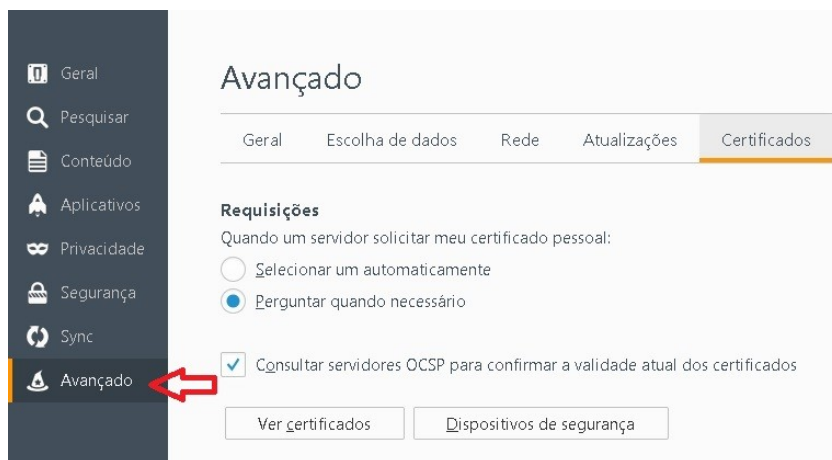 Geral
Pesquisar
Conteúdo
Aplicativos
Privacidade
Segurança
Sync
Avançado
Avançado
Geral Escolha de dados Rede Atualizações Certificados
Requisições
Quando um servidor solicitar meu certificado pessoal:
Selecionar um automaticamente
Perguntar quando necessário
Consultar servidores OCSP para confirmar a validade atual dos certificados
Ver certificados Dispositivos de segurança